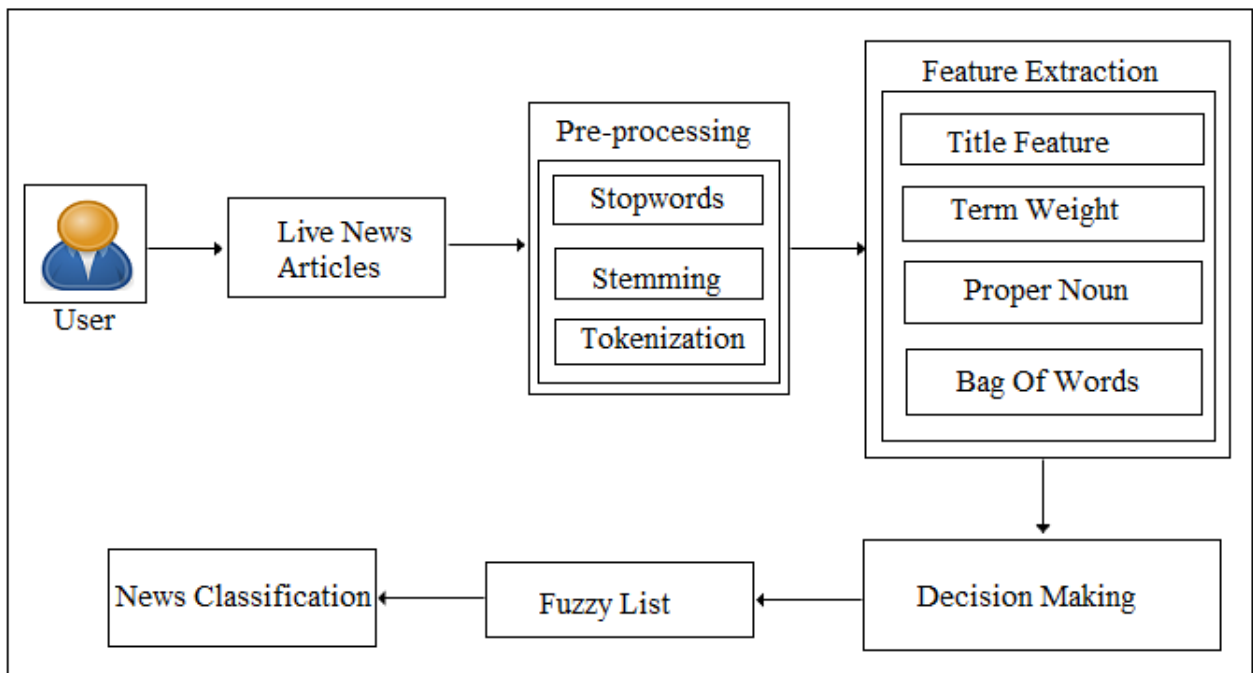 User
Live News
Articles
Pre-processing
Stopwords
Stemming
Tokenization
Feature Extraction
Title Feature
Term Weight
Proper Noun
Bag Of Words
Decision Making
Fuzzy List
News Classification